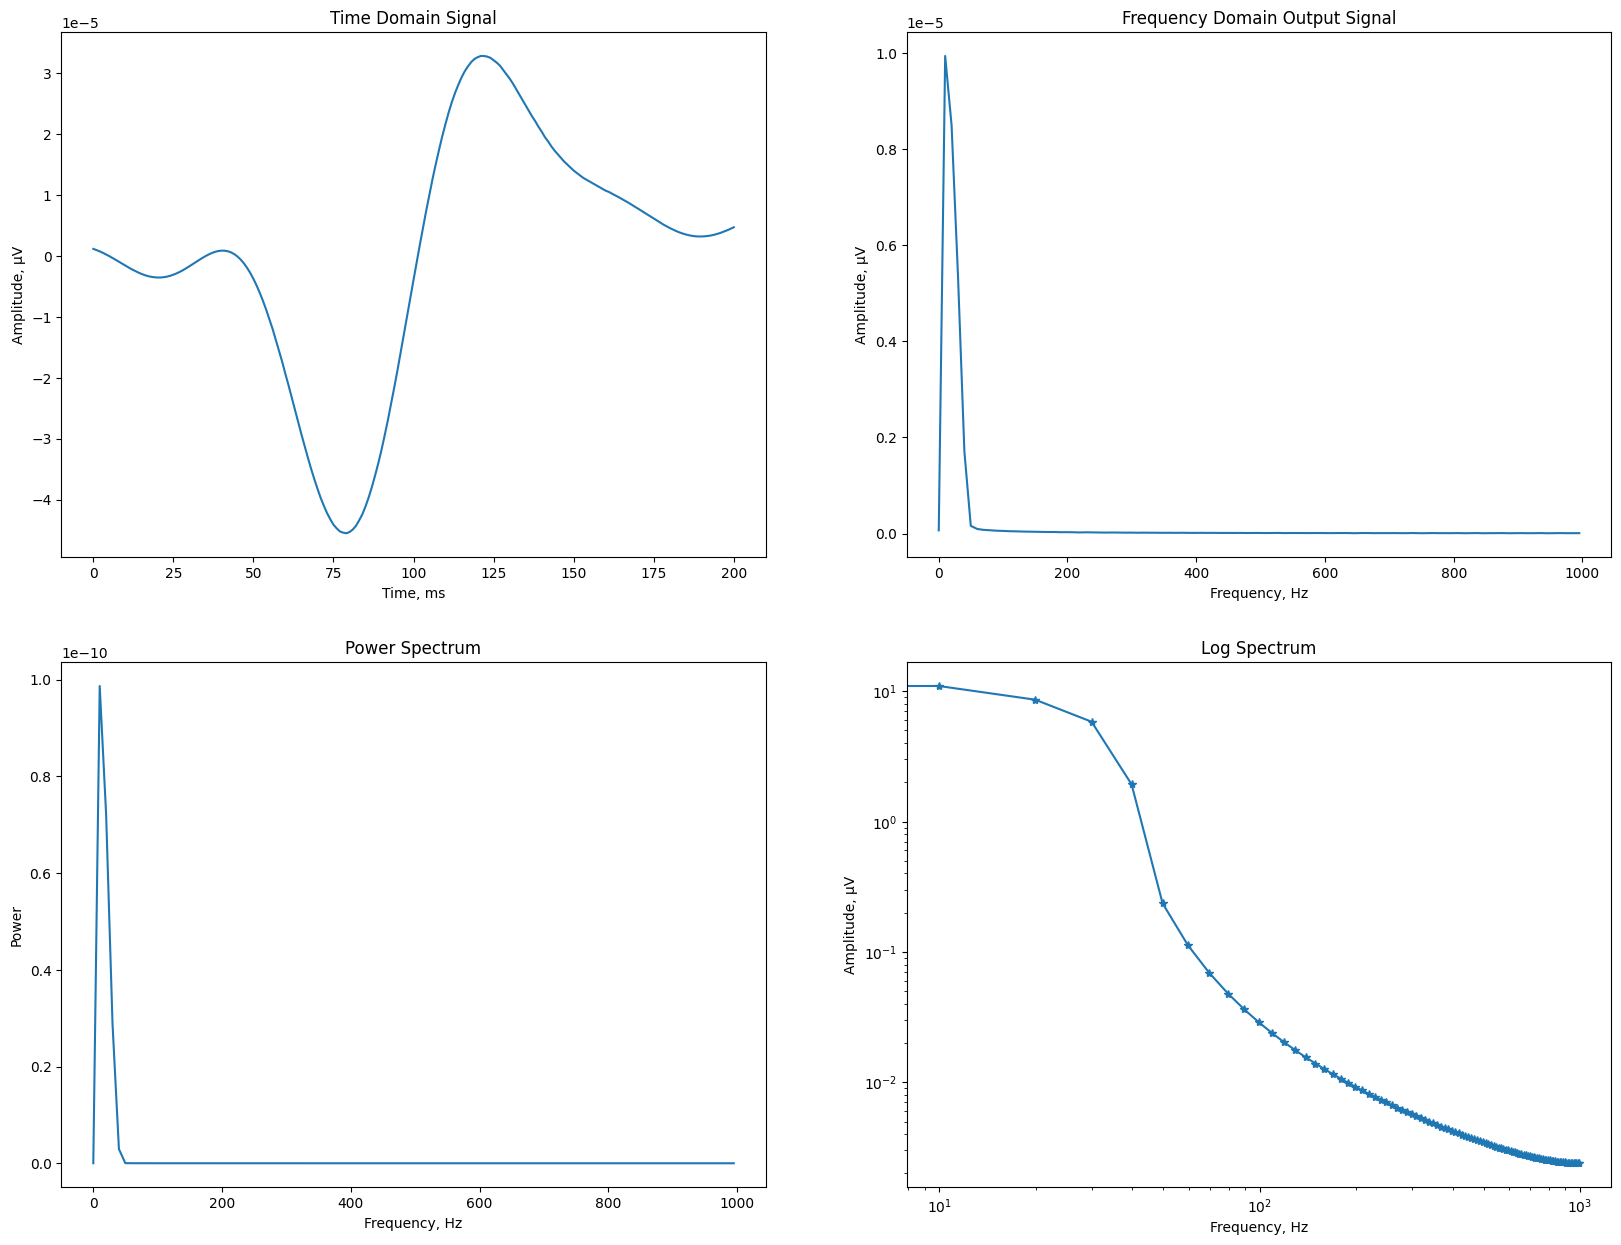 Time Domain Signal
1e−5
3
2
1
0
−1
−2
−3
−4
Amplitude, μV
0 25 50 75 100 125 150 175 200
Time, ms
Frequency Domain Output Signal
1e−5
1.0
0.8
0.6
0.4
0.2
0.0
Amplitude, μV
0 200 400 600 800 1000
Frequency, Hz
Power Spectrum
1e−10
1.0
0.8
0.6
0.4
0.2
0.0
Power
0 200 400 600 800 1000
Frequency, Hz
Log Spectrum
10¹
10⁰
10⁻¹
10⁻²
Amplitude, μV
10¹ 10² 10³
Frequency, Hz